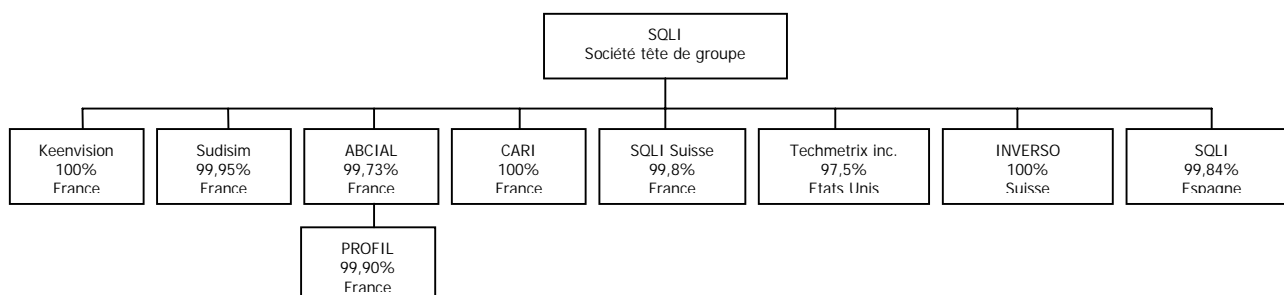 SQLI
Société tête de groupe
Keenvision
100%
France
Sudisim
99,95%
France
ABCIAL
99,73%
France
CARI
100%
France
SQLI Suisse
99,8%
France
Techmetrix inc.
97,5%
Etats Unis
INVERSO
100%
Suisse
SQLI
99,84%
Espagne
PROFIL
99,90%
France